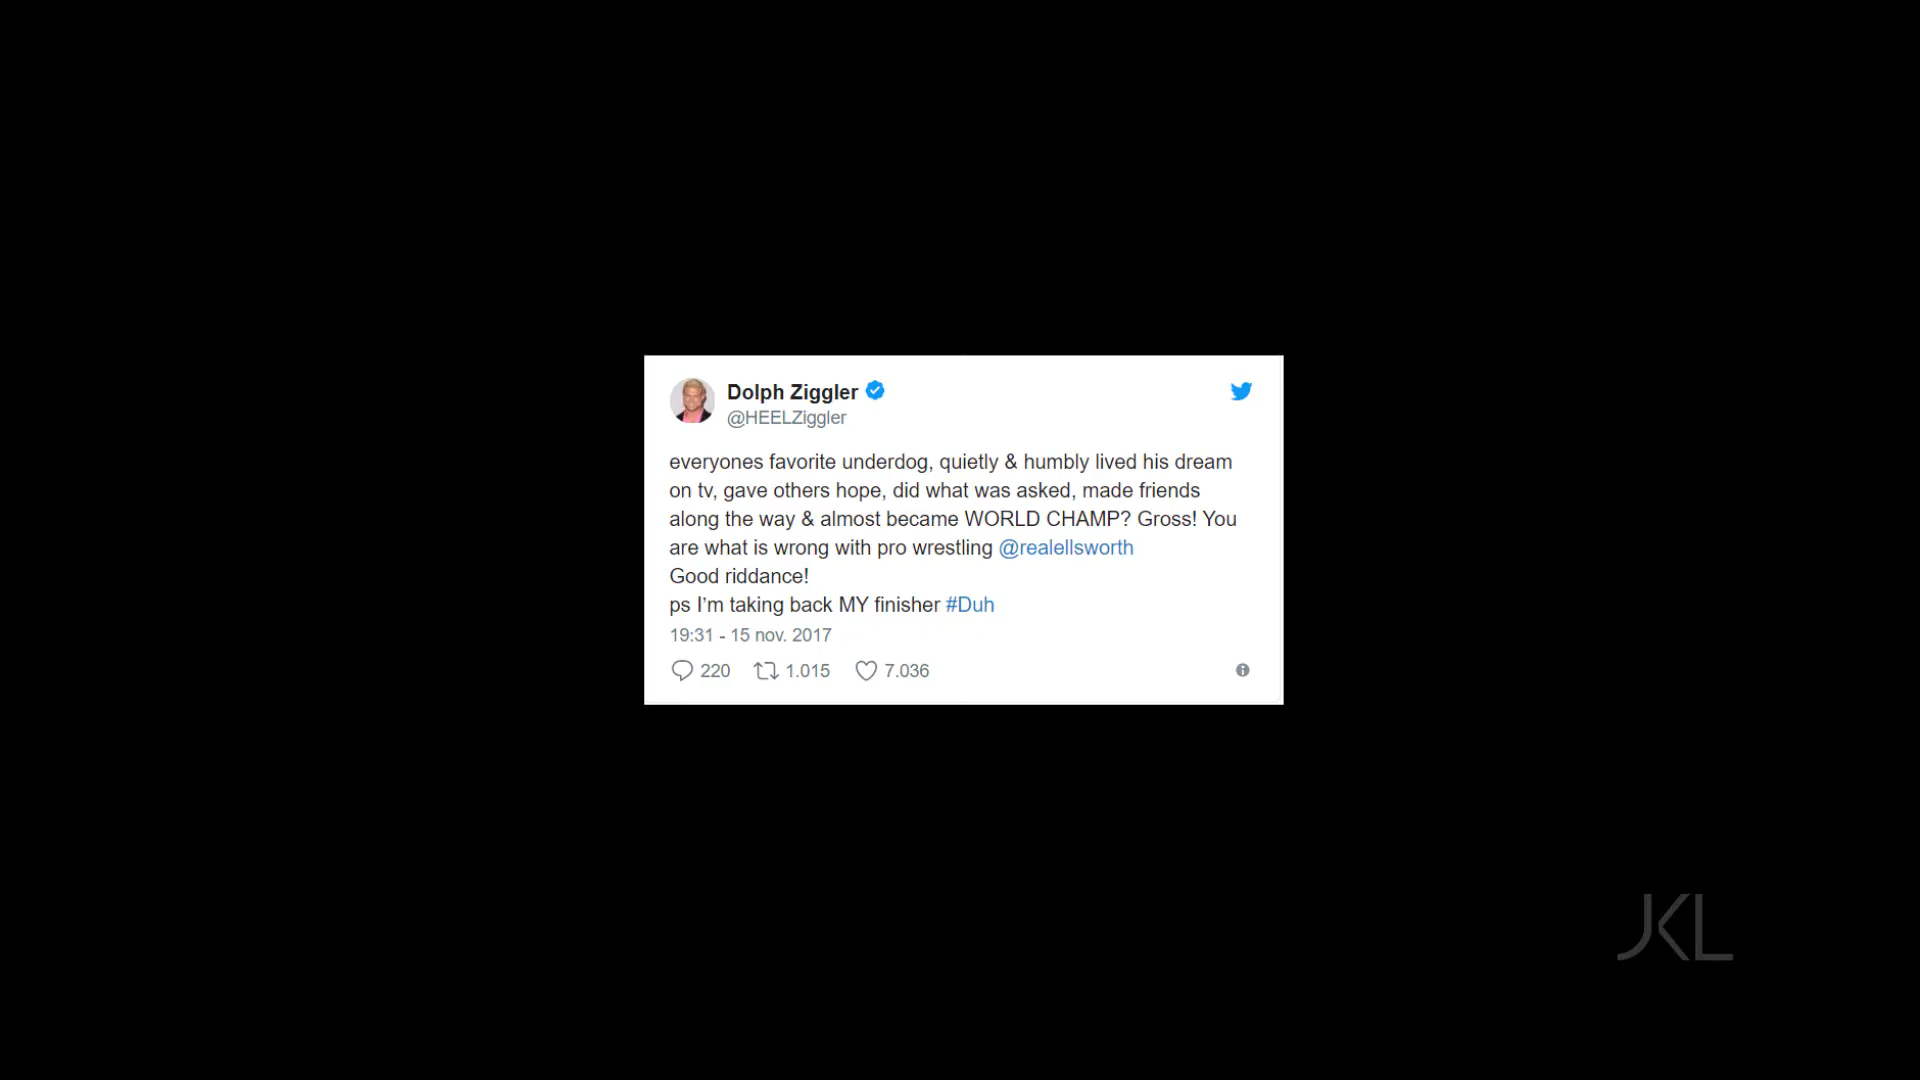 Dolph Ziggler
@HEELZiggler
everyones favorite underdog, quietly & humbly lived his dream
on tv, gave others hope, did what was asked, made friends
along the way & almost became WORLD CHAMP? Gross! You
are what is wrong with pro wrestling @realellsworth
Good riddance!
ps I’m taking back MY finisher #Duh
19:31 - 15 nov. 2017
220 1.015 7.036
JKL